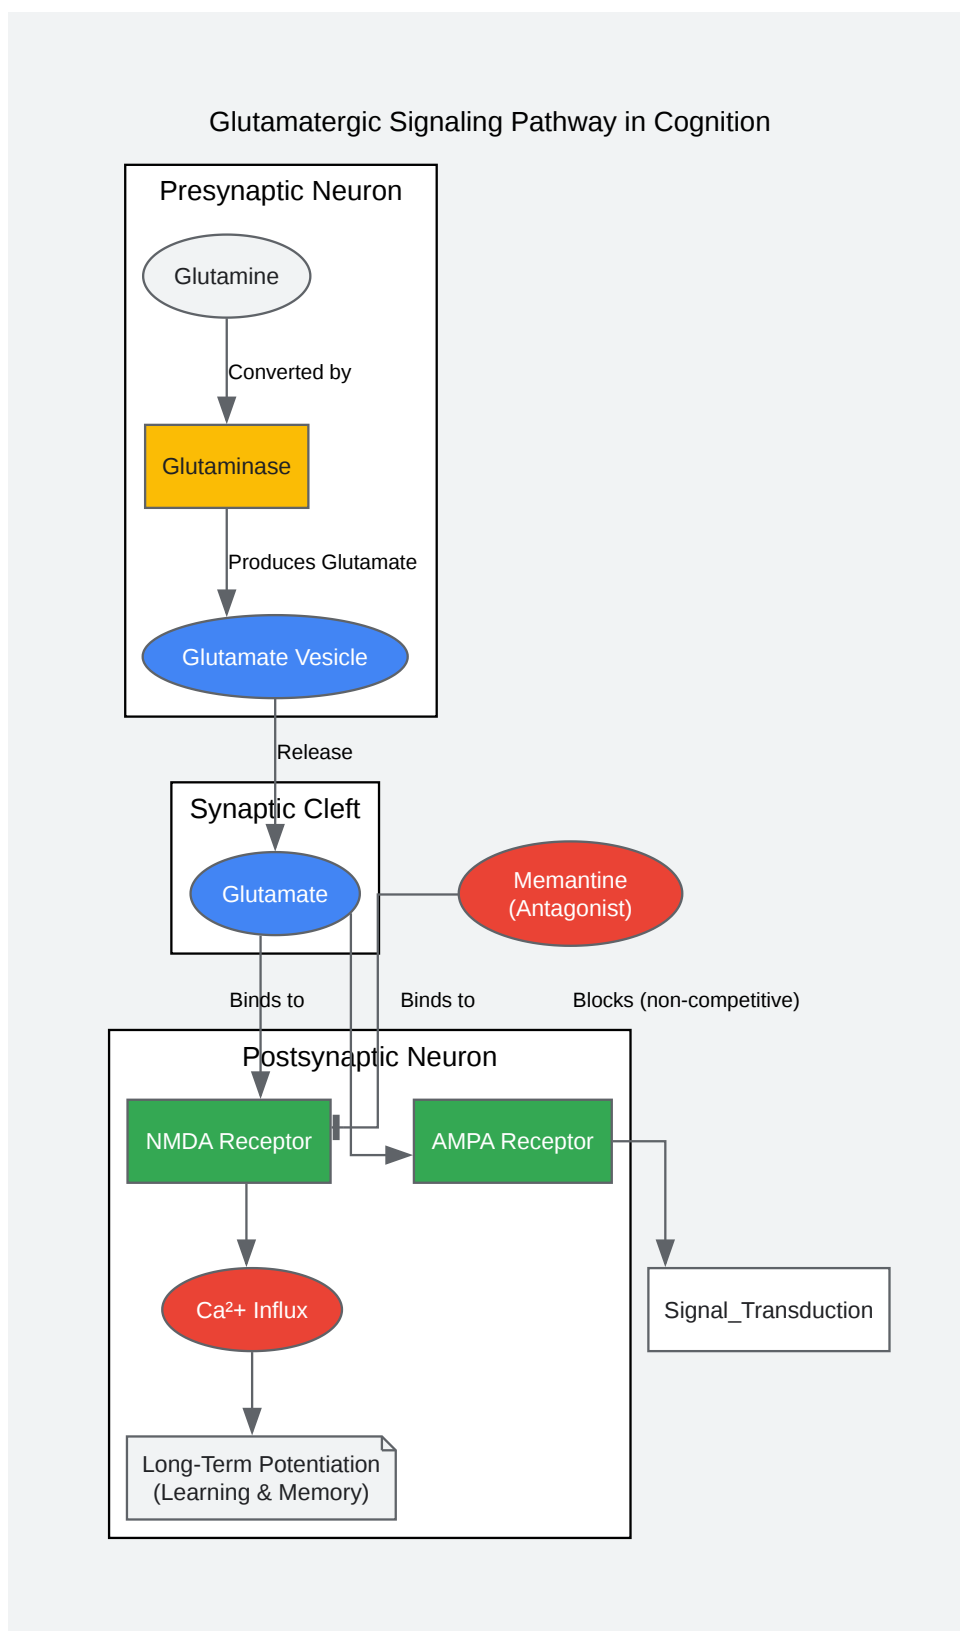 Glutamatergic Signaling Pathway in Cognition
Presynaptic Neuron
Glutamine
Converted by
Glutaminase
Produces Glutamate
Glutamate Vesicle
Release
Synaptic Cleft
Glutamate
Memantine
(Antagonist)
Binds to
Binds to
Blocks (non-competitive)
Postsynaptic Neuron
NMDA Receptor
AMPA Receptor
Ca²+ Influx
Signal_Transduction
Long-Term Potentiation
(Learning & Memory)